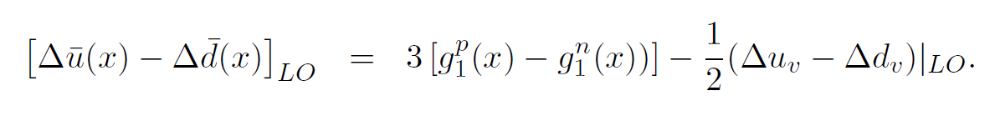 [Δū(x) − Δd̄(x)]_{LO} = 3 [g_1^p(x) − g_1^n(x))] − \frac{1}{2}(Δu_v − Δd_v)|_{LO}.